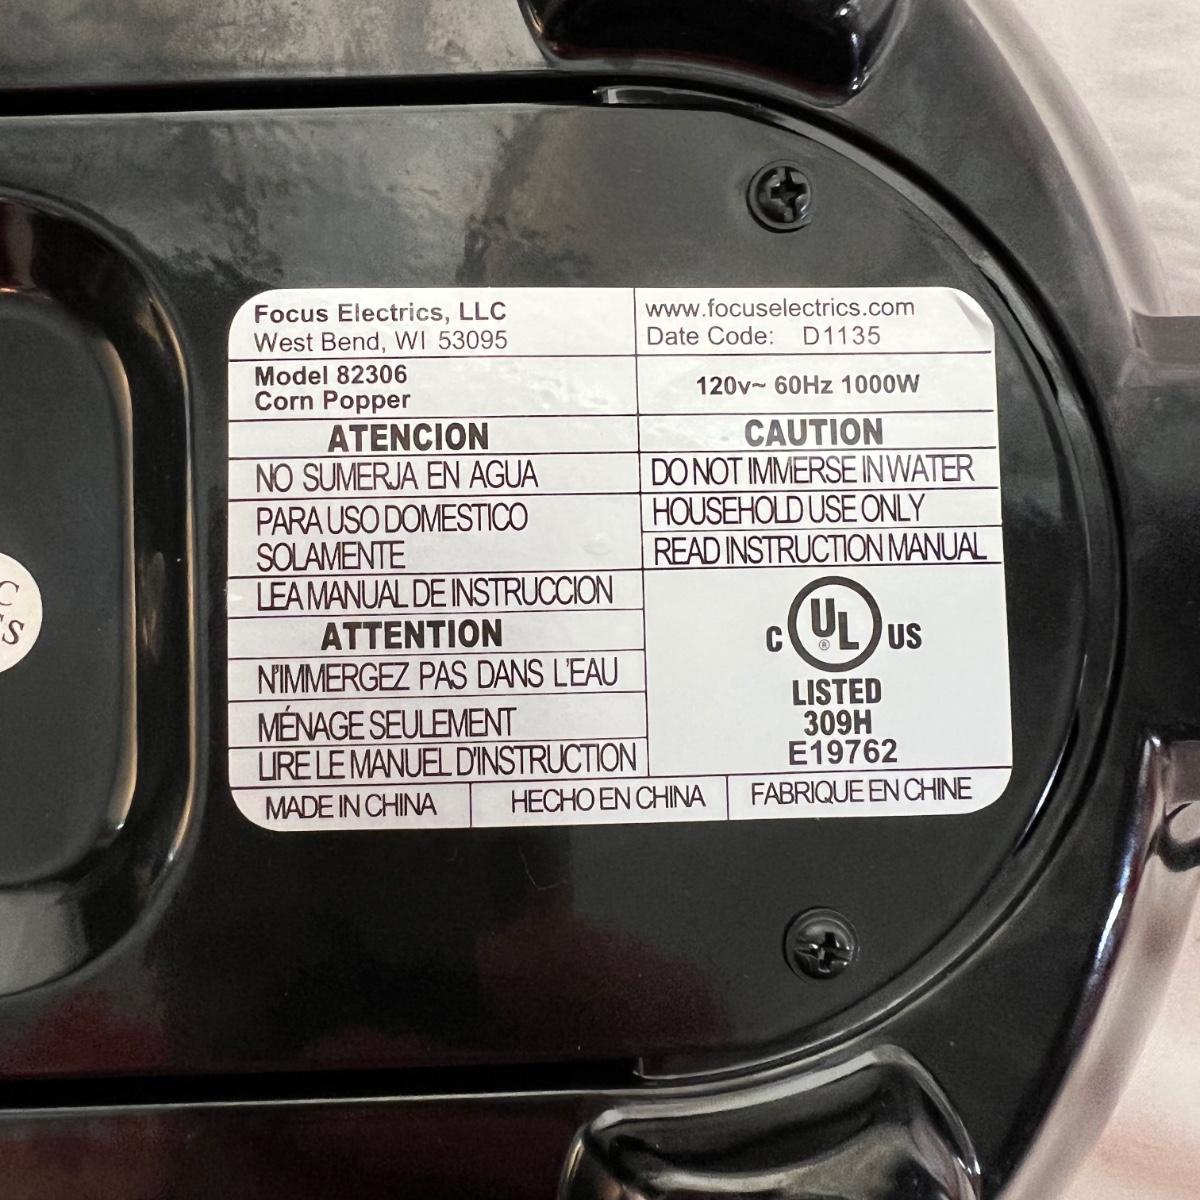 Focus Electrics, LLC
West Bend, WI 53095
www.focuselectrics.com
Date Code: D1135
Model 82306
Corn Popper
120v~ 60Hz 1000W
ATENCION
NO SUMERJA EN AGUA
PARA USO DOMESTICO
SOLAMENTE
LEA MANUAL DE INSTRUCCION
ATTENTION
N'IMMERGEZ PAS DANS L'EAU
MÉNAGE SEULEMENT
LIRE LE MANUEL D'INSTRUCTION
CAUTION
DO NOT IMMERSE IN WATER
HOUSEHOLD USE ONLY
READ INSTRUCTION MANUAL
C UL ® US
LISTED
309H
E19762
MADE IN CHINA
HECHO EN CHINA
FABRIQUE EN CHINE